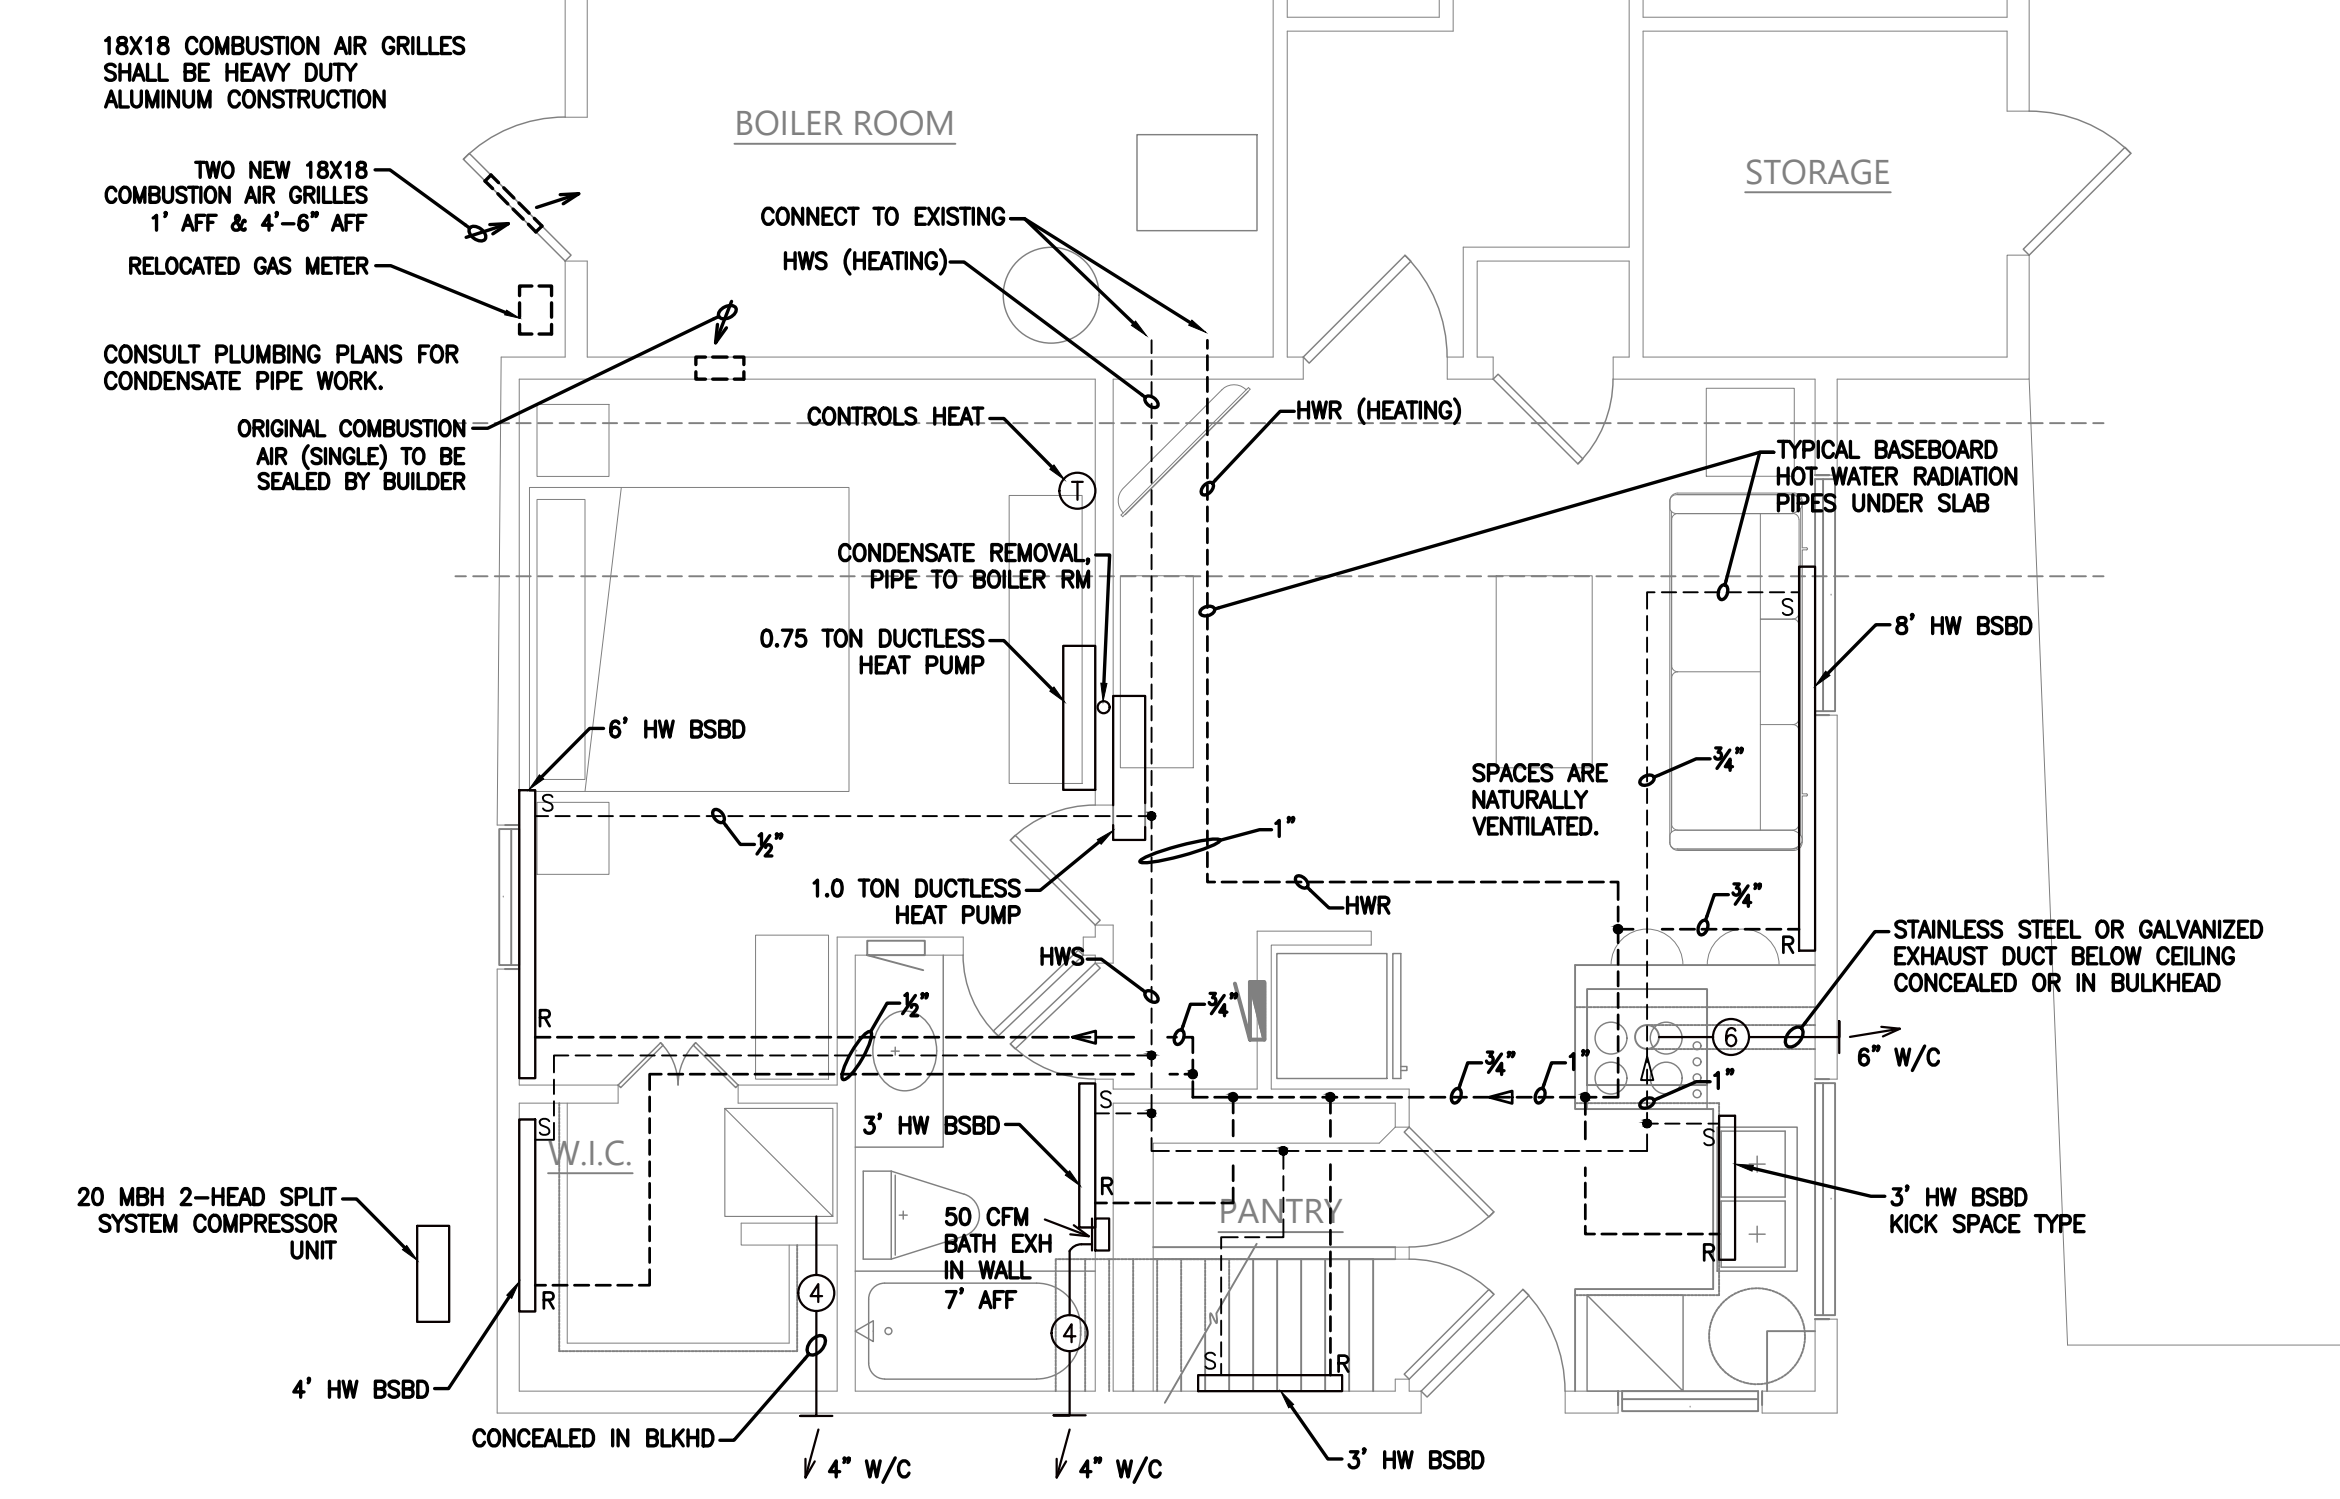 18X18 COMBUSTION AIR GRILLES
SHALL BE HEAVY DUTY
ALUMINUM CONSTRUCTION
BOILER ROOM
STORAGE
TWO NEW 18X18
COMBUSTION AIR GRILLES
1' AFF & 4'-6" AFF
RELOCATED GAS METER
CONNECT TO EXISTING
HWS (HEATING)
CONSULT PLUMBING PLANS FOR
CONDENSATE PIPE WORK.
ORIGINAL COMBUSTION
AIR (SINGLE) TO BE
SEALED BY BUILDER
CONTROLS HEAT
T
HWR (HEATING)
TYPICAL BASEBOARD
HOT WATER RADIATION
PIPES UNDER SLAB
CONDENSATE REMOVAL,
PIPE TO BOILER RM
S
8' HW BSBD
0.75 TON DUCTLESS
HEAT PUMP
6' HW BSBD
S
½"
1"
SPACES ARE
NATURALLY
VENTILATED.
¾"
1.0 TON DUCTLESS
HEAT PUMP
HWR
¾"
R
STAINLESS STEEL OR GALVANIZED
EXHAUST DUCT BELOW CEILING
CONCEALED OR IN BULKHEAD
HWS
R
½"
¾"
¾"
1"
6
6" W/C
1"
S
W.I.C.
3' HW BSBD
S
R
S
R
3' HW BSBD
KICK SPACE TYPE
20 MBH 2-HEAD SPLIT
SYSTEM COMPRESSOR
UNIT
50 CFM
BATH EXH
IN WALL
7' AFF
PANTRY
R
4
4
S
R
4' HW BSBD
CONCEALED IN BLKHD
4" W/C
4" W/C
3' HW BSBD